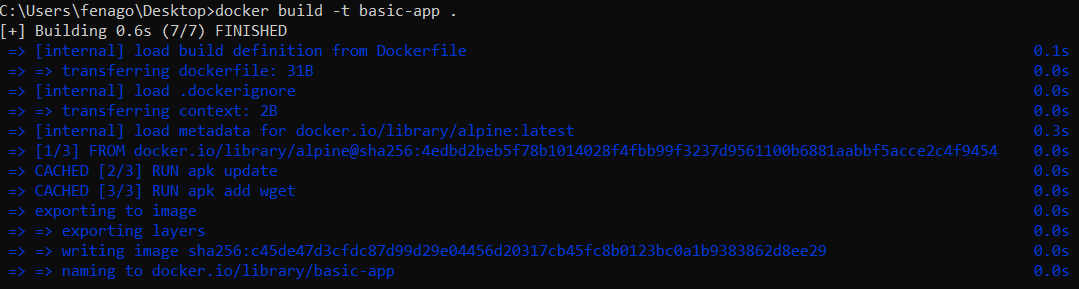 C:\Users\fenago\Desktop>docker build -t basic-app .
[+] Building 0.6s (7/7) FINISHED
=> [internal] load build definition from Dockerfile 0.1s
=> => transferring dockerfile: 31B 0.0s
=> [internal] load .dockerignore 0.0s
=> => transferring context: 2B 0.0s
=> [internal] load metadata for docker.io/library/alpine:latest 0.3s
=> [1/3] FROM docker.io/library/alpine@sha256:4edbd2beb5f78b1014028f4fbb99f3237d9561100b6881aabbf5acce2c4f9454 0.0s
=> CACHED [2/3] RUN apk update 0.0s
=> CACHED [3/3] RUN apk add wget 0.0s
=> exporting to image 0.0s
=> => exporting layers 0.0s
=> => writing image sha256:c45de47d3cfdc87d99d29e04456d20317cb45fc8b0123bc0a1b9383862d8ee29 0.0s
=> => naming to docker.io/library/basic-app 0.0s